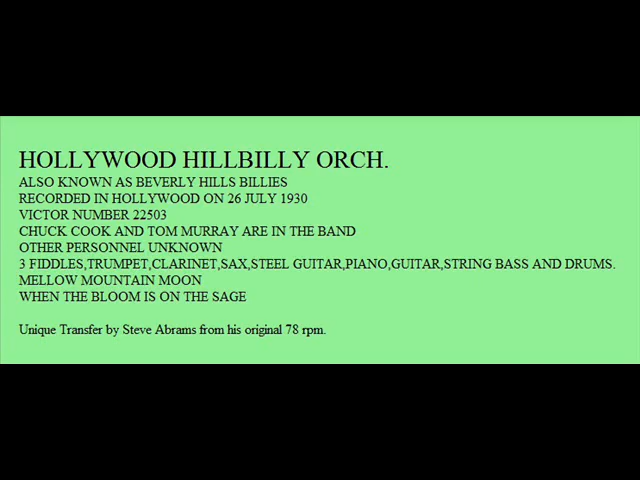 HOLLYWOOD HILLBILLY ORCH.
ALSO KNOWN AS BEVERLY HILLS BILLIES
RECORDED IN HOLLYWOOD ON 26 JULY 1930
VICTOR NUMBER 22503
CHUCK COOK AND TOM MURRAY ARE IN THE BAND
OTHER PERSONNEL UNKNOWN
3 FIDDLES,TRUMPET,CLARINET,SAX,STEEL GUITAR,PIANO,GUITAR,STRING BASS AND DRUMS.
MELLOW MOUNTAIN MOON
WHEN THE BLOOM IS ON THE SAGE
Unique Transfer by Steve Abrams from his original 78 rpm.